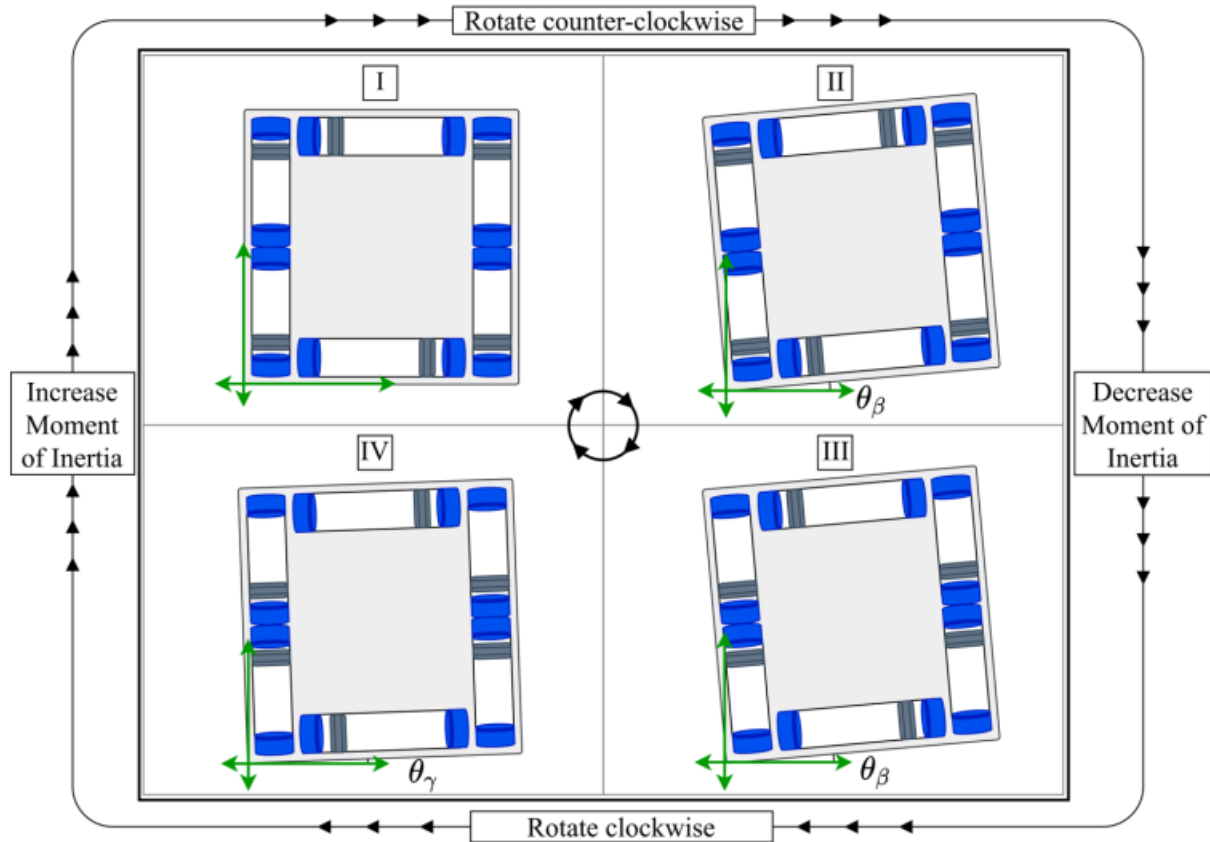 Rotate counter-clockwise
I
II
θβ
Increase
Moment
of Inertia
Decrease
Moment of
Inertia
IV
III
θγ
θβ
Rotate clockwise